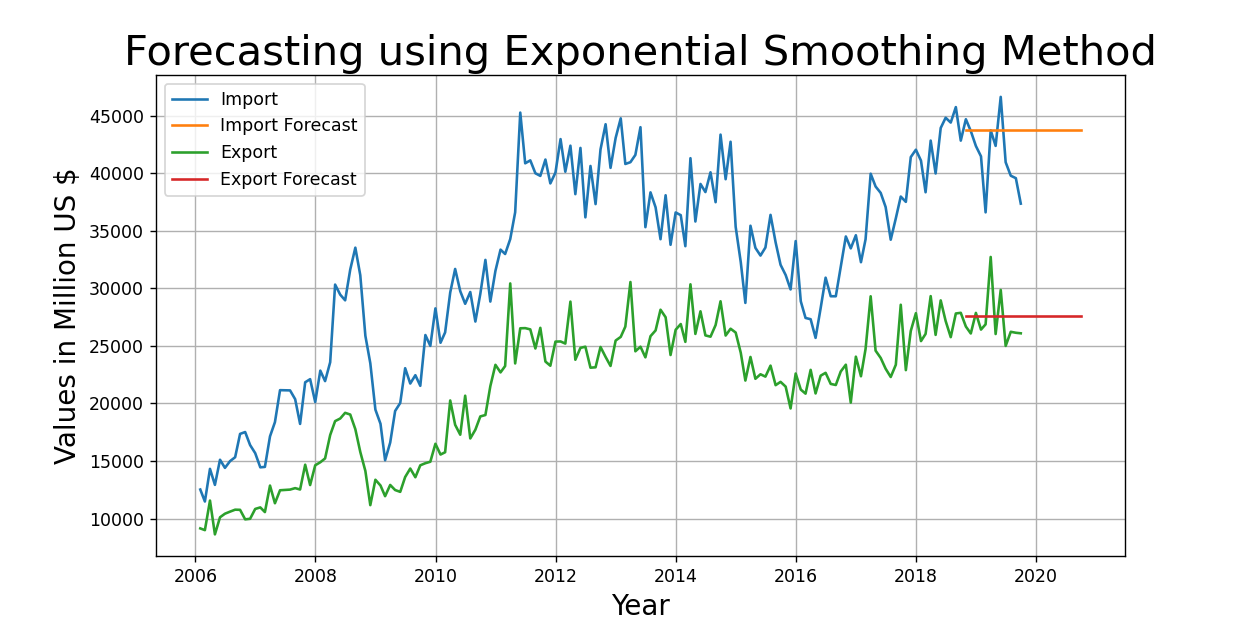 Forecasting using Exponential Smoothing Method
Import
Import Forecast
Export
Export Forecast
Values in Million US $
45000
40000
35000
30000
25000
20000
15000
10000
2006 2008 2010 2012 2014 2016 2018 2020
Year